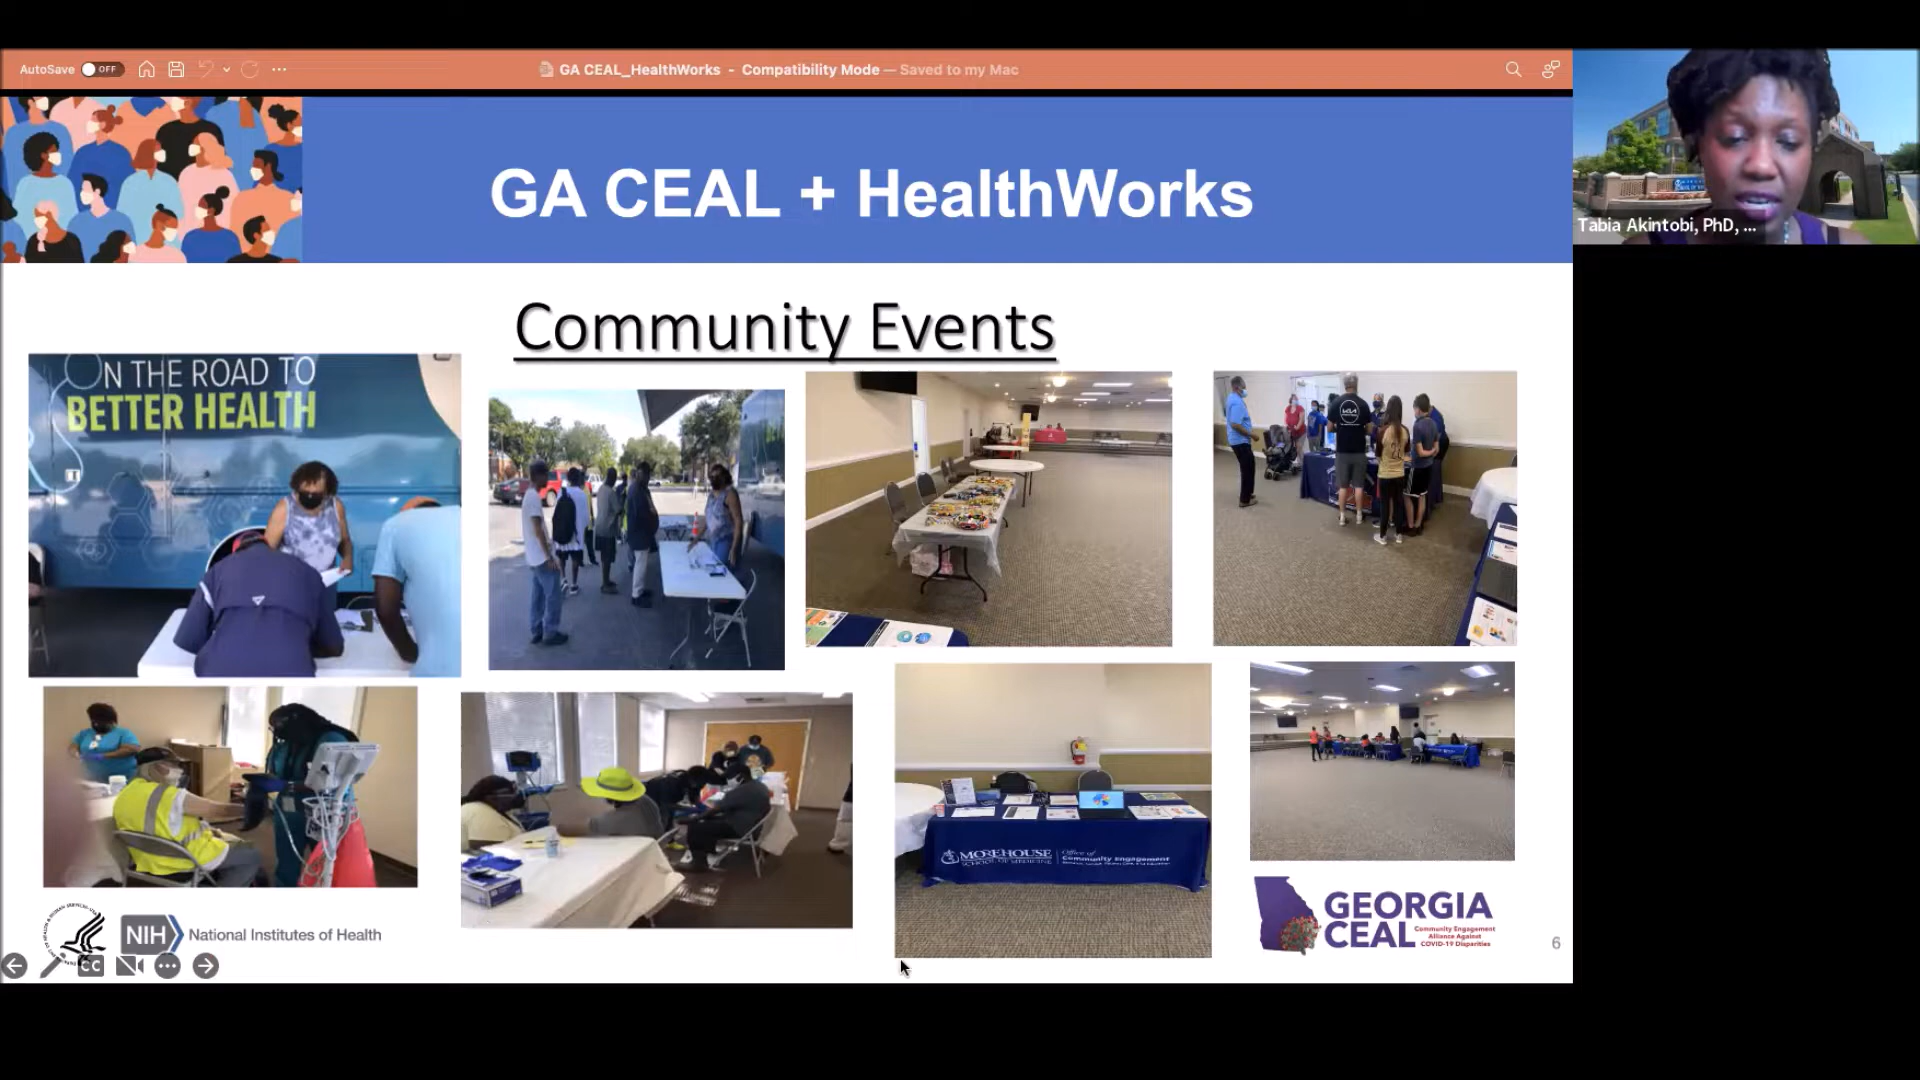 AutoSave OFF
GA CEAL_HealthWorks - Compatibility Mode — Saved to my Mac
GA CEAL + HealthWorks
Tabia Akintobi, PhD, ...
Community Events
N THE ROAD TO
BETTER HEALTH
KIA
MOREHOUSE
SCHOOL OF MEDICINE
Office of
Community Engagement
NIH National Institutes of Health
GEORGIA
CEAL
Community Engagement
Alliance Against
COVID-19 Disparities
6
CC